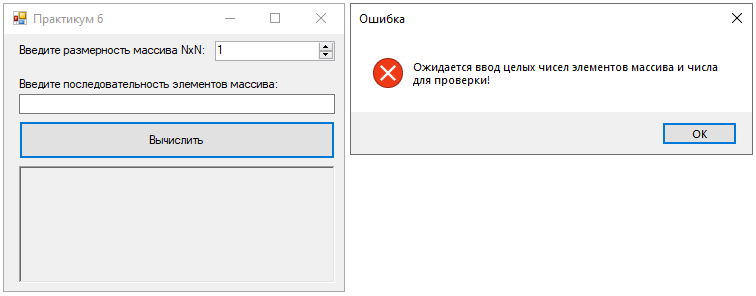 Практикум 6
Введите размерность массива NxN:
1
Введите последовательность элементов массива:
Вычислить
Ошибка
Ожидается ввод целых чисел элементов массива и числа
для проверки!
ОК